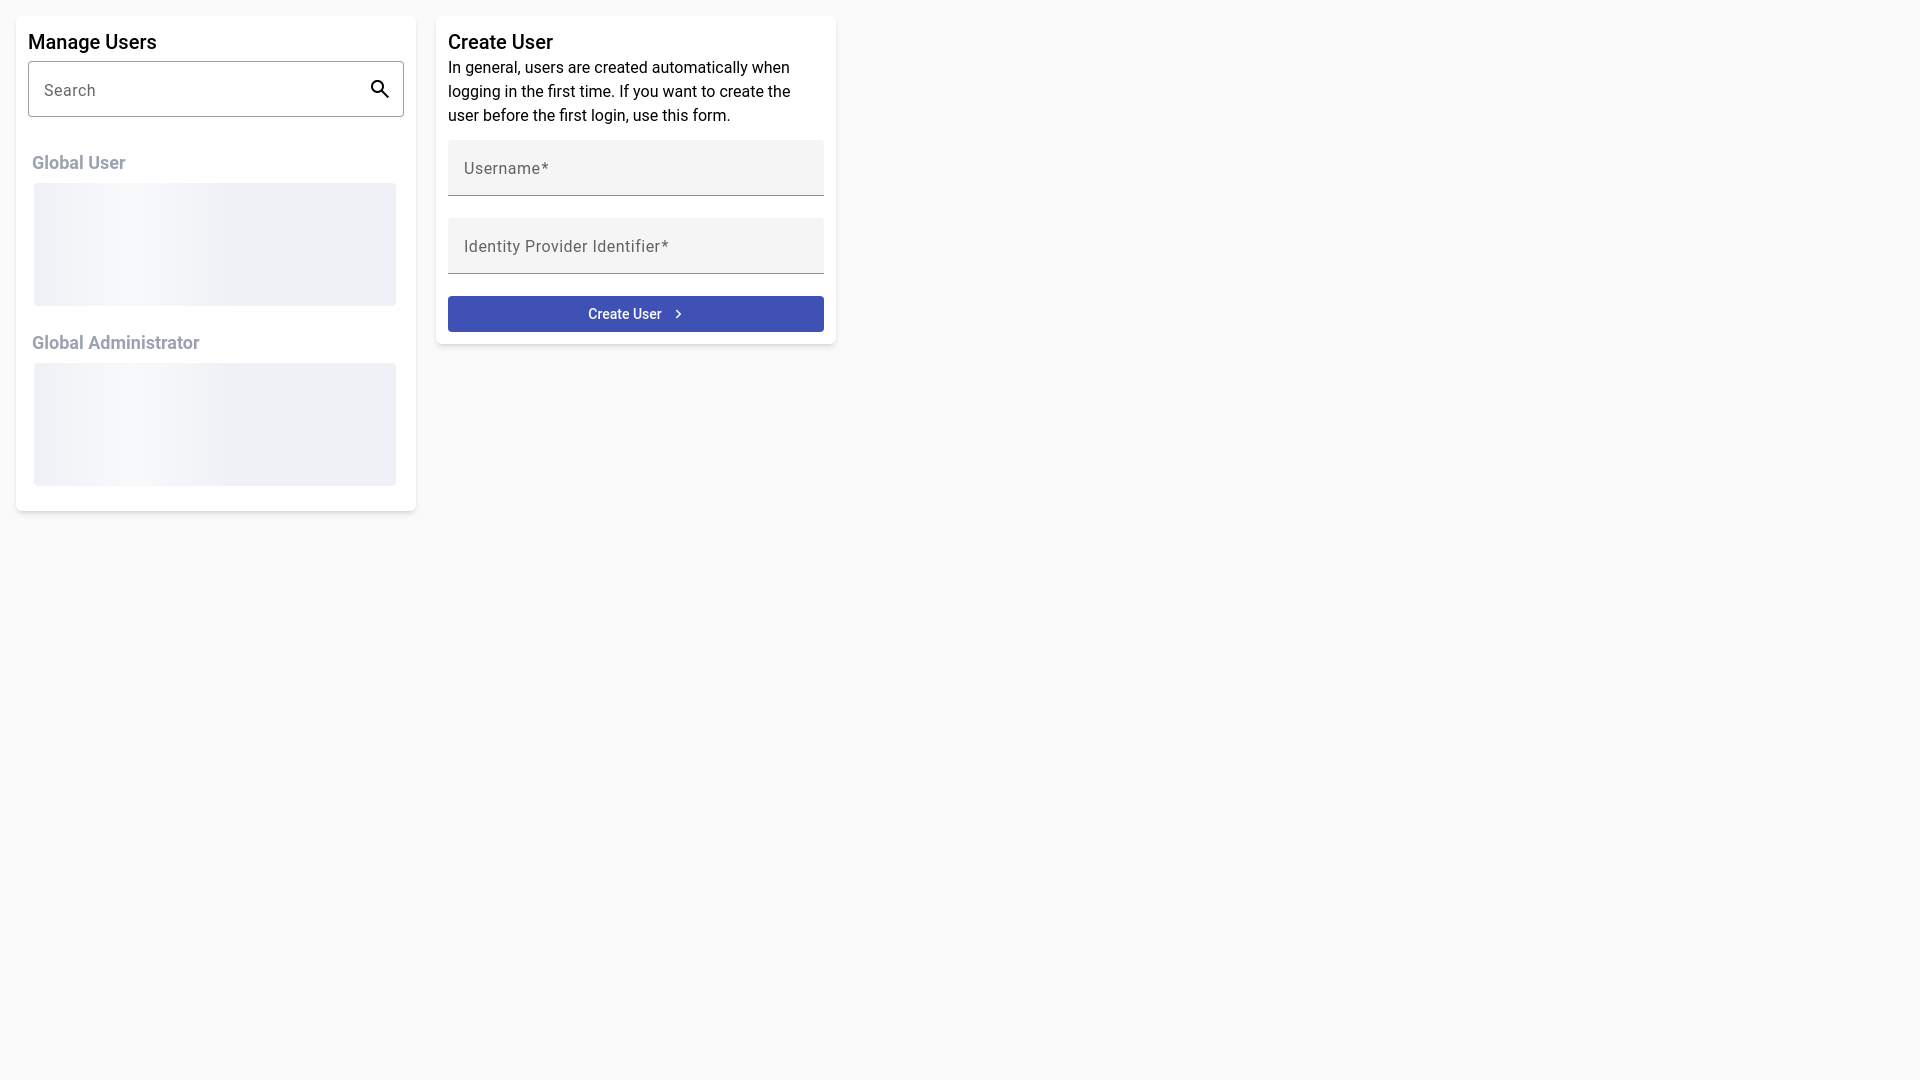 Manage Users
Search
Global User
Global Administrator
Create User
In general, users are created automatically when
logging in the first time. If you want to create the
user before the first login, use this form.
Username*
Identity Provider Identifier*
Create User